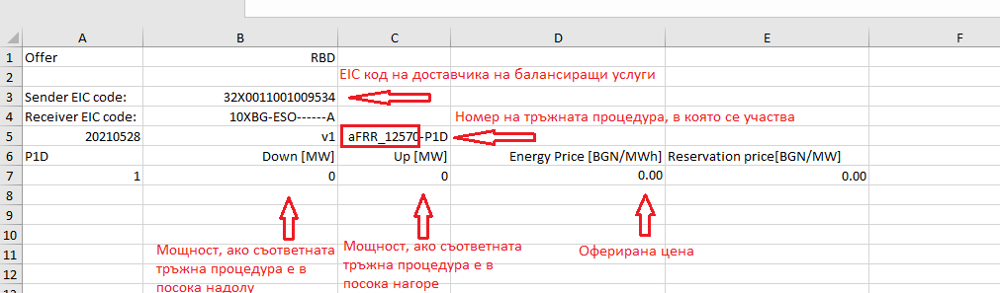 A B C D E F
1 Offer RBD
2
EIC код на доставчика на балансиращи услуги
3 Sender EIC code: 32X0011001009534
4 Receiver EIC code: 10XBG-ESO------A
Номер на тръжната процедура, в която се участва
5 20210528 v1 aFRR_12570-P1D
6 P1D Down [MW] Up [MW] Energy Price [BGN/MWh] Reservation price[BGN/MW]
7 1 0 0 0.00 0.00
8
9
10
11
12
Мощност, ако съответната
тръжна процедура е в
посока надолу
Мощност, ако съответната
тръжна процедура е в
посока нагоре
Оферирана цена